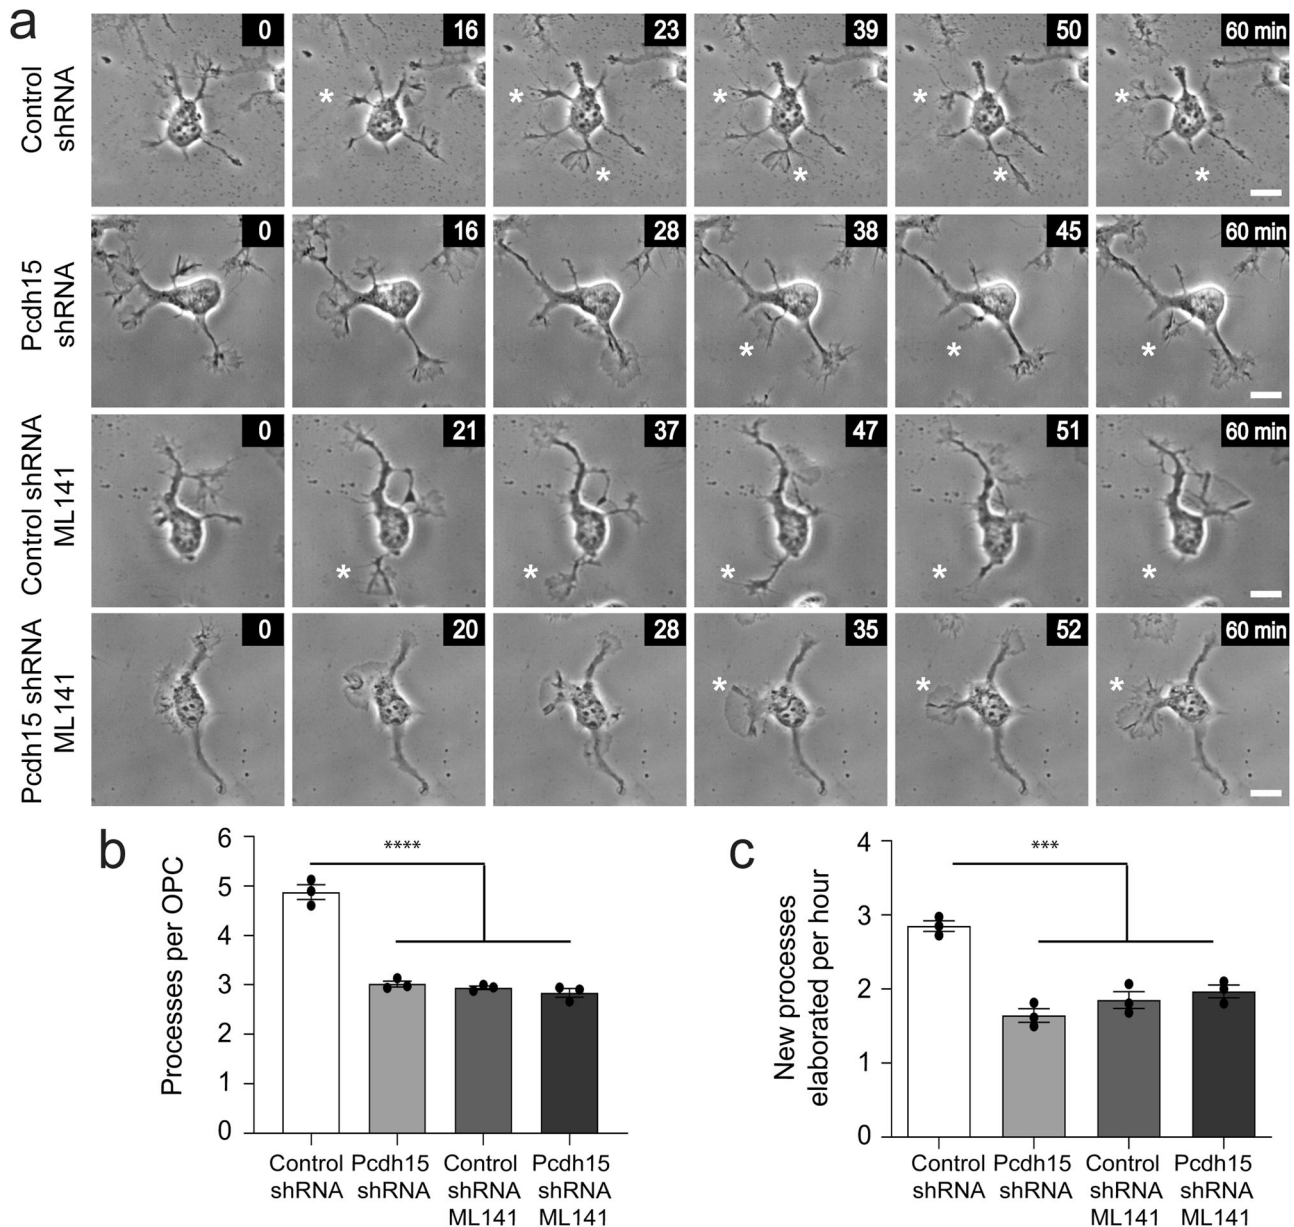 a
Control
shRNA
0
16
23
39
50
60 min
*
*
*
*
*
*
*
*
*
Pcdh15
shRNA
0
16
28
38
45
60 min
*
*
*
Control shRNA
ML141
0
21
37
47
51
60 min
*
*
*
*
*
Pcdh15 shRNA
ML141
0
20
28
35
52
60 min
*
*
*
b
Processes per OPC
6
5
4
3
2
1
0
****
Control
shRNA
Pcdh15
shRNA
Control
shRNA
ML141
Pcdh15
shRNA
ML141
c
New processes
elaborated per hour
4
3
2
1
0
***
Control
shRNA
Pcdh15
shRNA
Control
shRNA
ML141
Pcdh15
shRNA
ML141